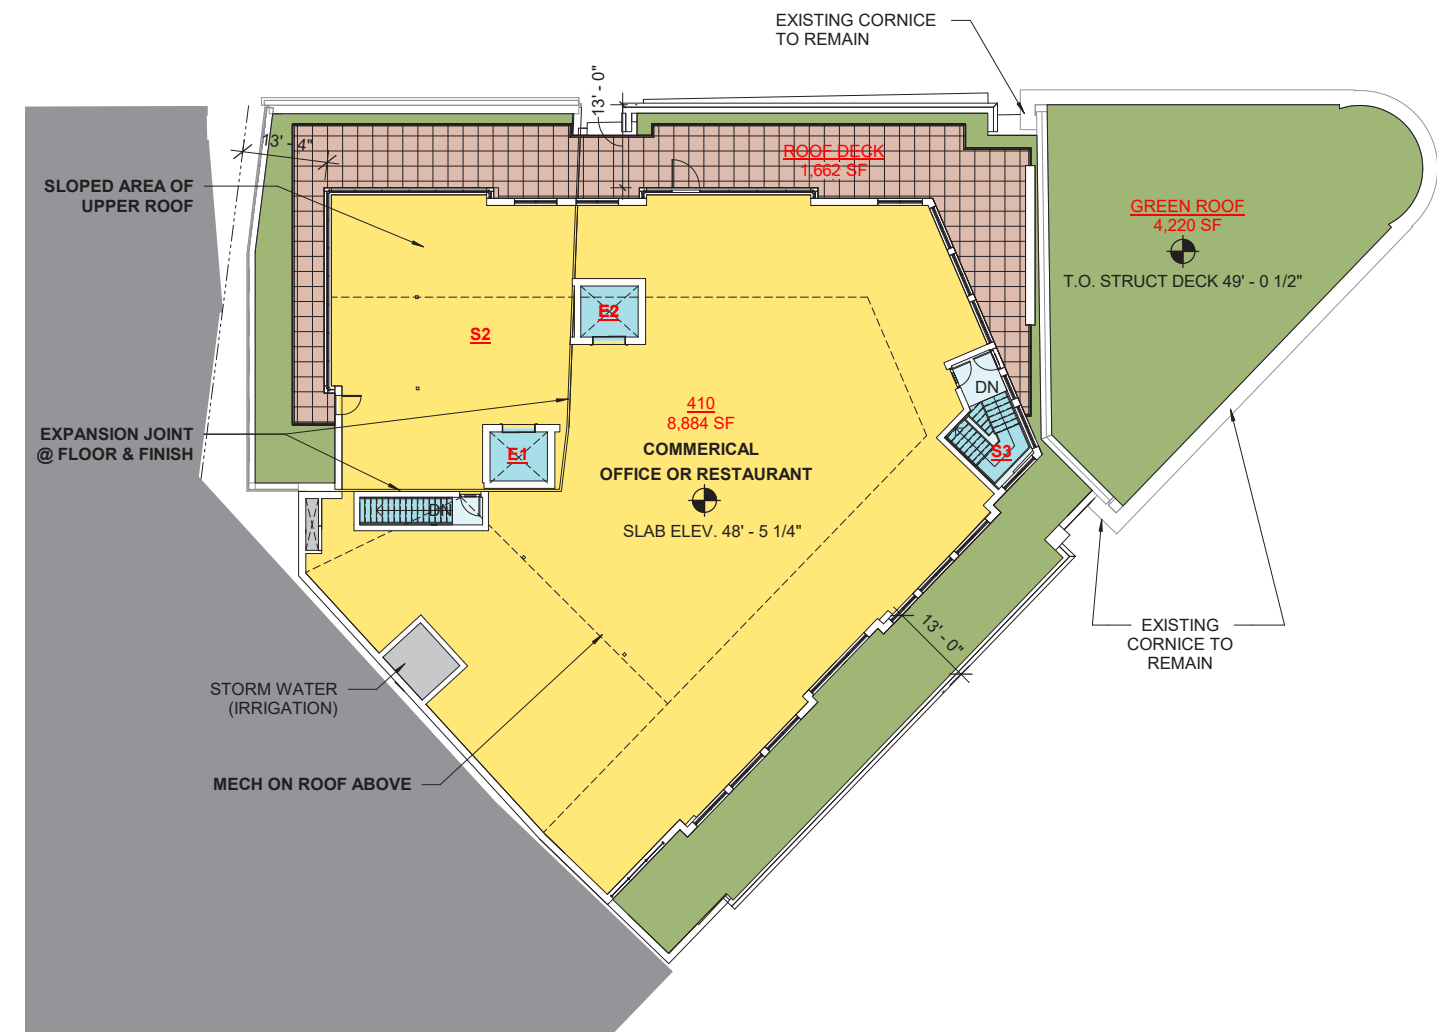 EXISTING CORNICE
TO REMAIN
13' - 0"
13' - 4"
ROOF DECK
1,662 SF
SLOPED AREA OF
UPPER ROOF
GREEN ROOF
4,220 SF
T.O. STRUCT DECK 49' - 0 1/2"
E2
S2
DN
410
8,884 SF
COMMERICAL
OFFICE OR RESTAURANT
SLAB ELEV. 48' - 5 1/4"
EXPANSION JOINT
@ FLOOR & FINISH
E1
S3
DN
13' - 0"
EXISTING
CORNICE TO
REMAIN
STORM WATER
(IRRIGATION)
MECH ON ROOF ABOVE